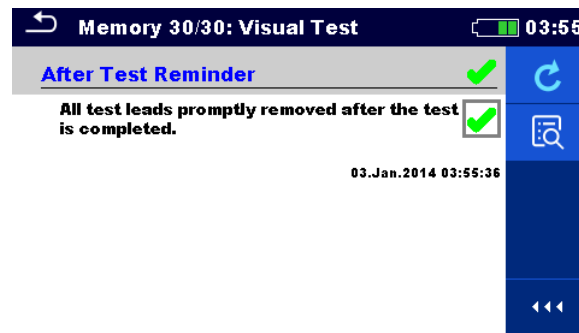 Memory 30/30: Visual Test
03:55
After Test Reminder
All test leads promptly removed after the test
is completed.
03.Jan.2014 03:55:36